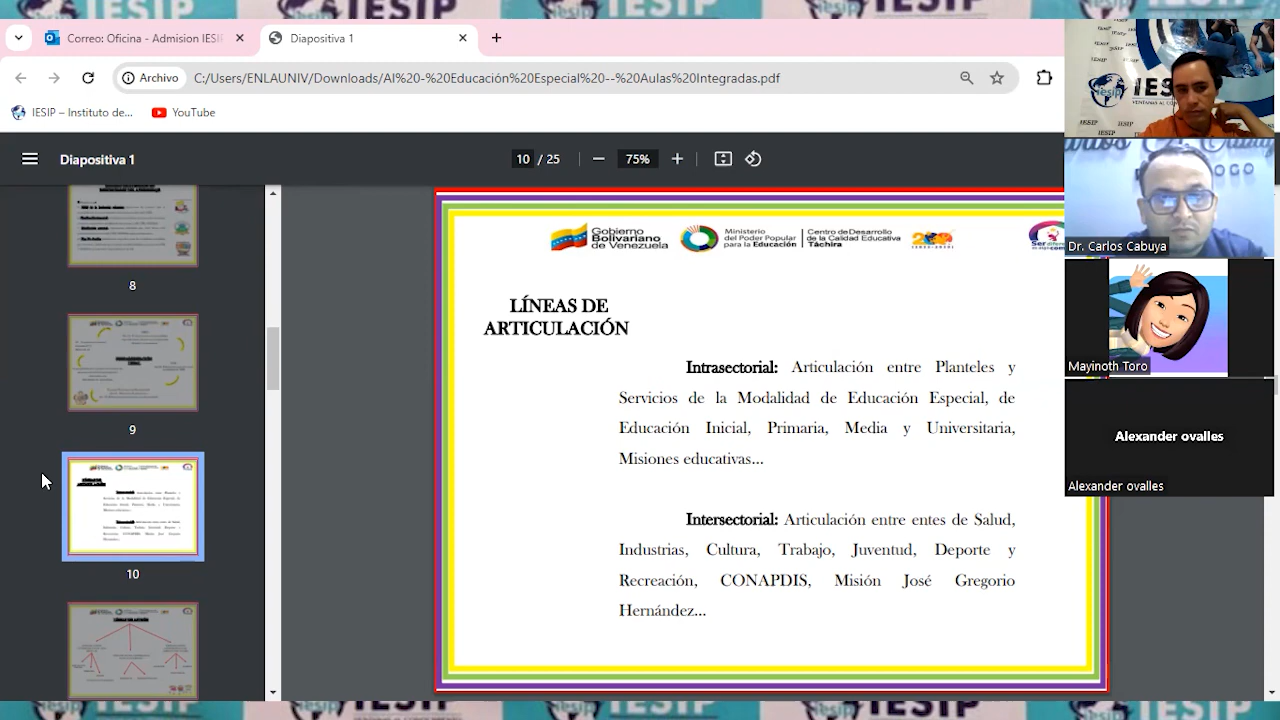 Correo: Oficina - Admision IESI
Diapositiva 1
Archivo
C:/Users/ENLAUNIV/Downloads/AI%20-%20Educacion%20Especial%20--%20Aulas%20Integradas.pdf
IESIP – Instituto de...
YouTube
Diapositiva 1
10 / 25
75%
8
9
10
Gobierno
Bolivariano
de Venezuela
Ministerio
del Poder Popular
para la Educación
Centro de Desarrollo
de la Calidad Educativa
Táchira
LÍNEAS DE
ARTICULACIÓN
Intrasectorial: Articulación entre Planteles y
Servicios de la Modalidad de Educación Especial, de
Educación Inicial, Primaria, Media y Universitaria,
Misiones educativas...
Intersectorial: Articulación entre entes de Salud,
Industrias, Cultura, Trabajo, Juventud, Deporte y
Recreación, CONAPDIS, Misión José Gregorio
Hernández...
Dr. Carlos Cabuya
Mayinoth Toro
Alexander ovalles
Alexander ovalles